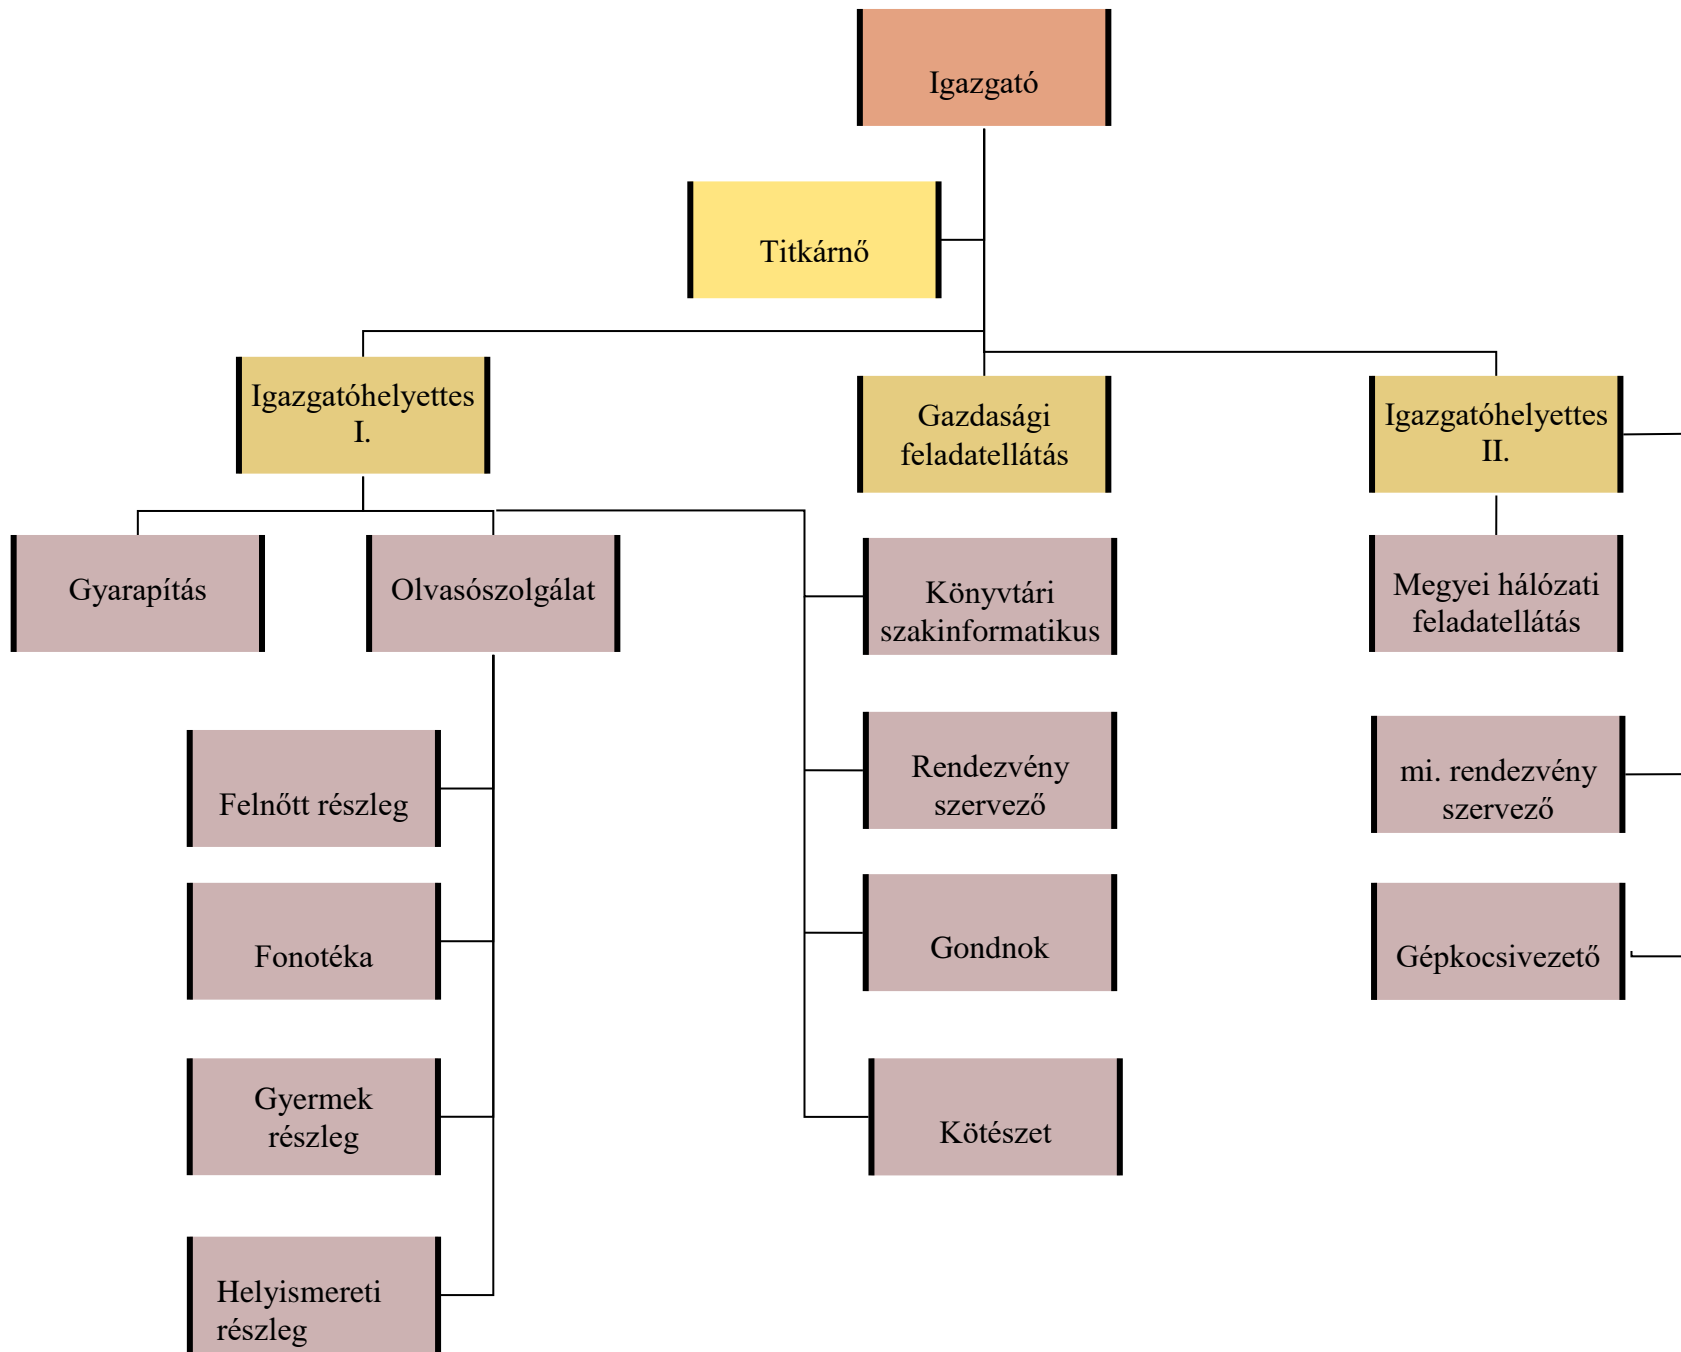 Igazgató
Titkárnő
Igazgatóhelyettes
I.
Gazdasági
feladatellátás
Igazgatóhelyettes
II.
Gyarapítás
Olvasószolgálat
Könyvtári
szakinformatikus
Megyei hálózati
feladatellátás
Felnőtt részleg
Rendezvény
szervező
mi. rendezvény
szervező
Fonotéka
Gondnok
Gépkocsivezető
Gyermek
részleg
Kötészet
Helyismereti
részleg